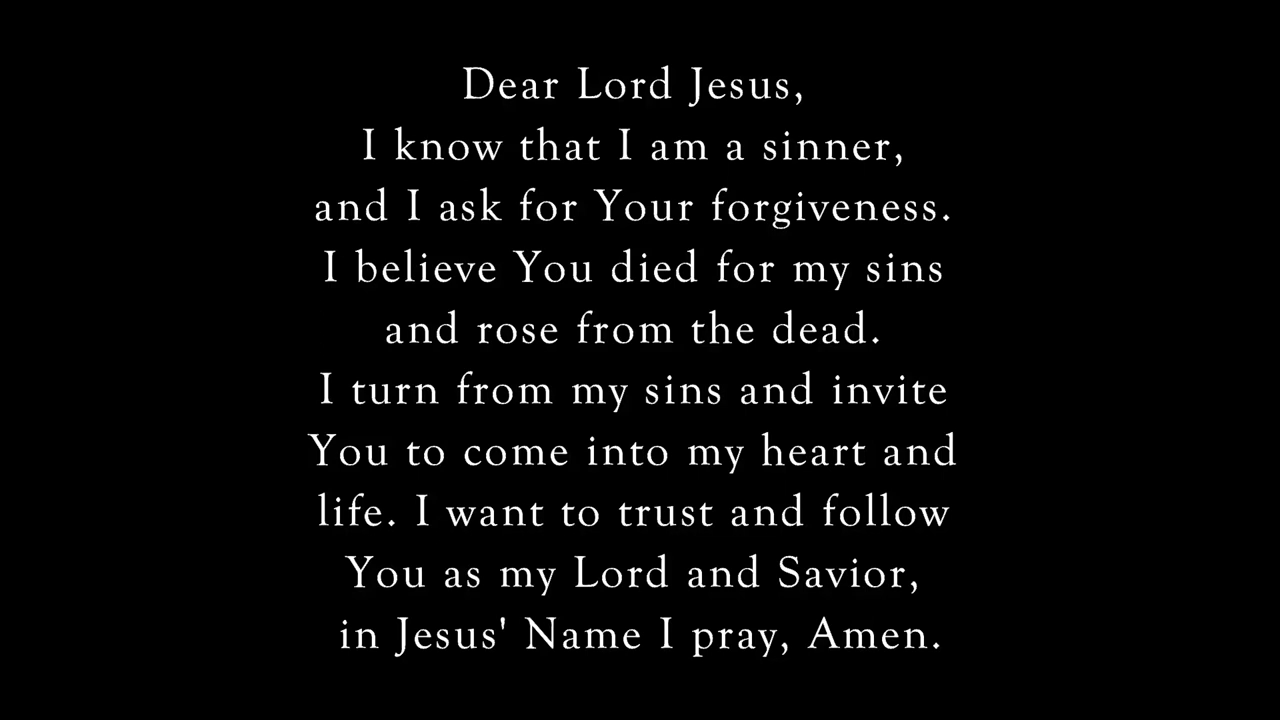 Dear Lord Jesus,
I know that I am a sinner,
and I ask for Your forgiveness.
I believe You died for my sins
and rose from the dead.
I turn from my sins and invite
You to come into my heart and
life. I want to trust and follow
You as my Lord and Savior,
in Jesus' Name I pray, Amen.